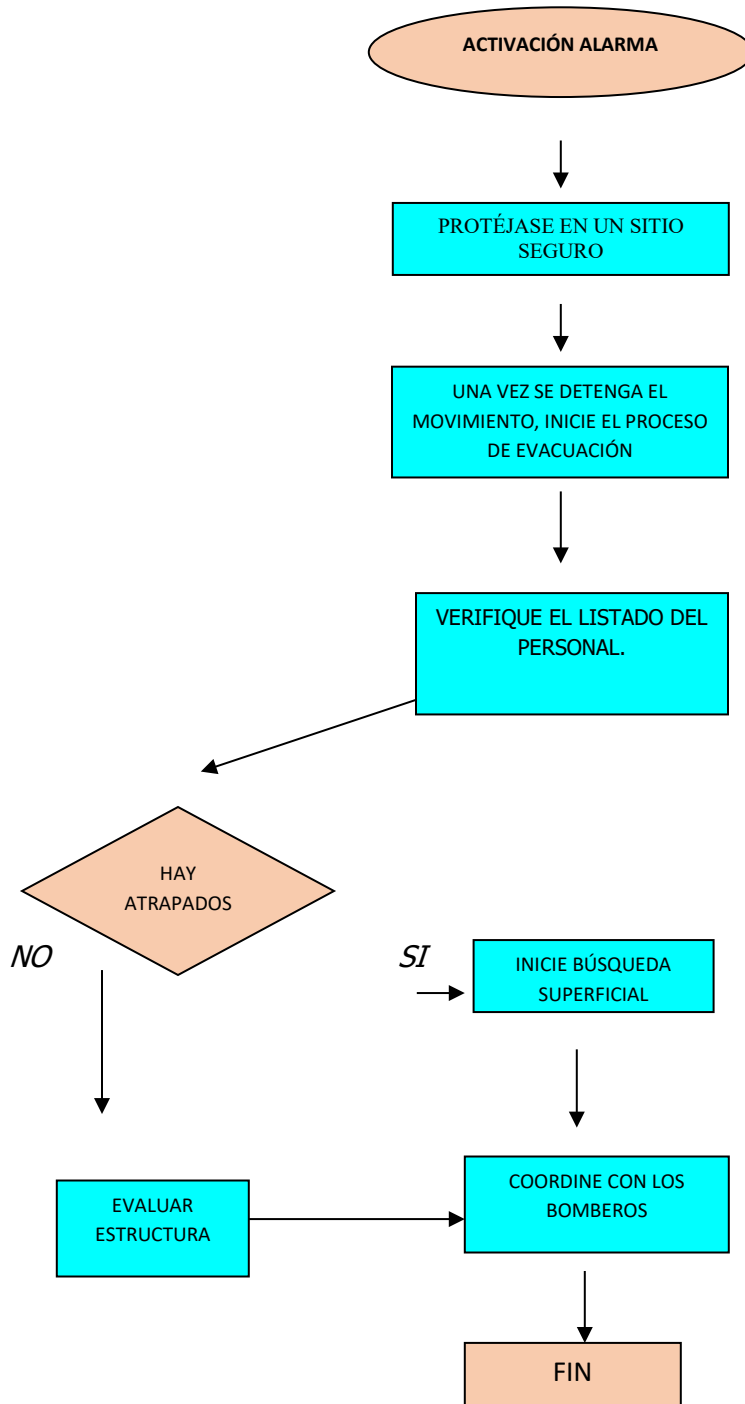 ACTIVACIÓN ALARMA
PROTÉJASE EN UN SITIO
SEGURO
UNA VEZ SE DETENGA EL
MOVIMIENTO, INICIE EL PROCESO
DE EVACUACIÓN
VERIFIQUE EL LISTADO DEL
PERSONAL.
HAY
ATRAPADOS
NO
SI
INICIE BÚSQUEDA
SUPERFICIAL
EVALUAR
ESTRUCTURA
COORDINE CON LOS
BOMBEROS
FIN